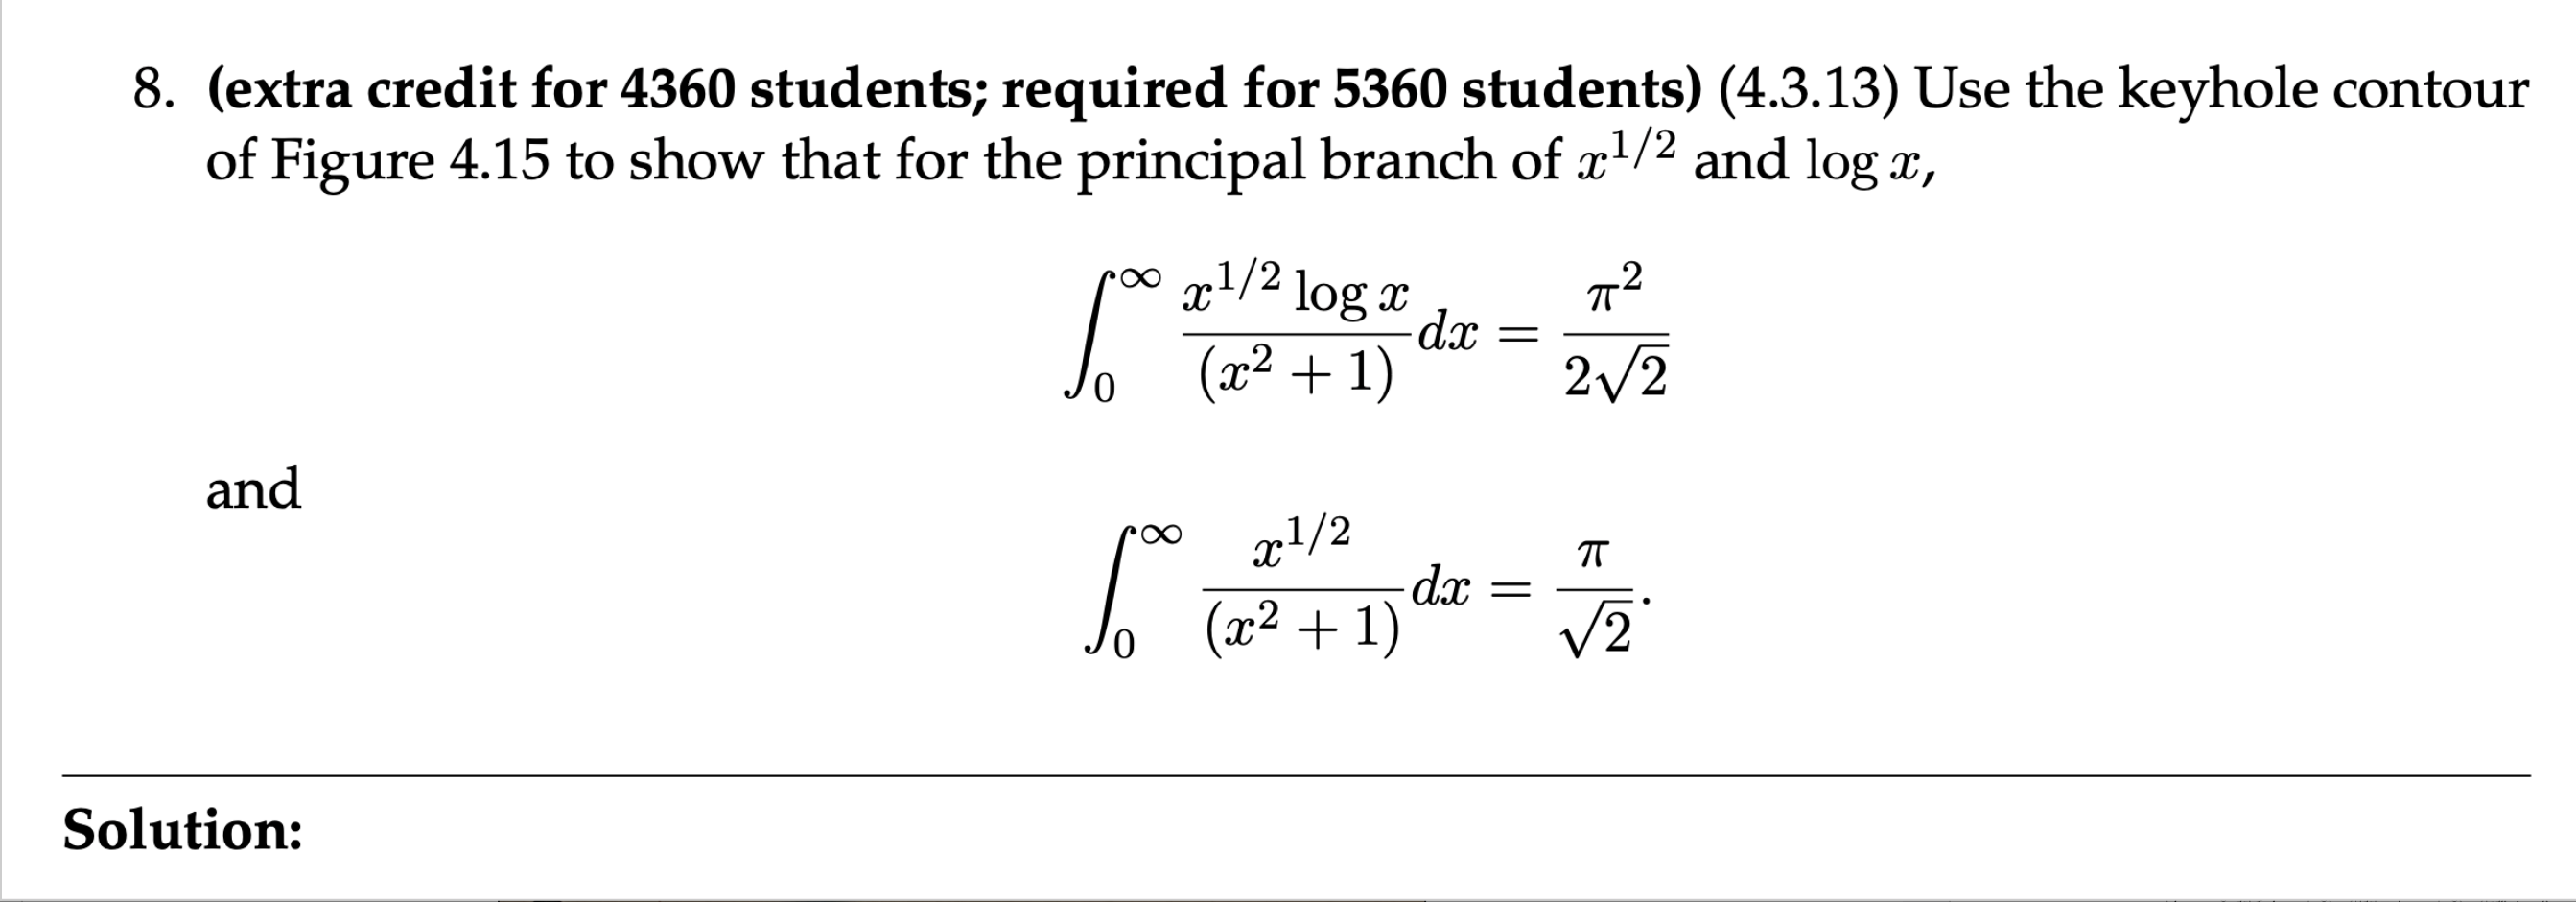 8. (extra credit for 4360 students; required for 5360 students) (4.3.13) Use the keyhole contour
of Figure 4.15 to show that for the principal branch of $x^{1/2}$ and $\log x$,
$$\int_0^\infty \frac{x^{1/2} \log x}{(x^2 + 1)} dx = \frac{\pi^2}{2\sqrt{2}}$$
and
$$\int_0^\infty \frac{x^{1/2}}{(x^2 + 1)} dx = \frac{\pi}{\sqrt{2}}.$$
Solution: